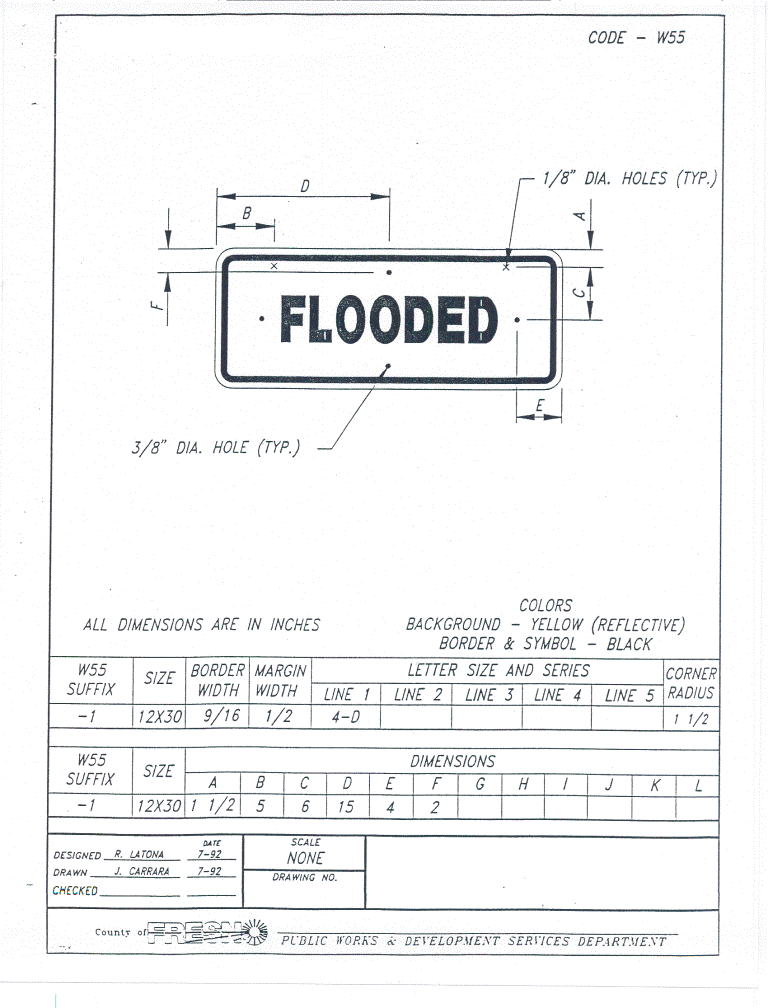 CODE - W55
1/8" DIA. HOLES (TYP.)
D
B
A
F
C
FLOODED
E
3/8" DIA. HOLE (TYP.)
COLORS
ALL DIMENSIONS ARE IN INCHES
BACKGROUND - YELLOW (REFLECTIVE)
BORDER & SYMBOL - BLACK
W55 SUFFIX SIZE BORDER WIDTH MARGIN WIDTH LETTER SIZE AND SERIES CORNER RADIUS
LINE 1 LINE 2 LINE 3 LINE 4 LINE 5
-1 12X30 9/16 1/2 4-D 1 1/2
W55 SUFFIX SIZE DIMENSIONS
A B C D E F G H I J K L
-1 12X30 1 1/2 5 6 15 4 2
DATE
DESIGNED R. LATONA 7-92
DRAWN J. CARRARA 7-92
CHECKED
SCALE
NONE
DRAWING NO.
County of FRESNO
PUBLIC WORKS & DEVELOPMENT SERVICES DEPARTMENT